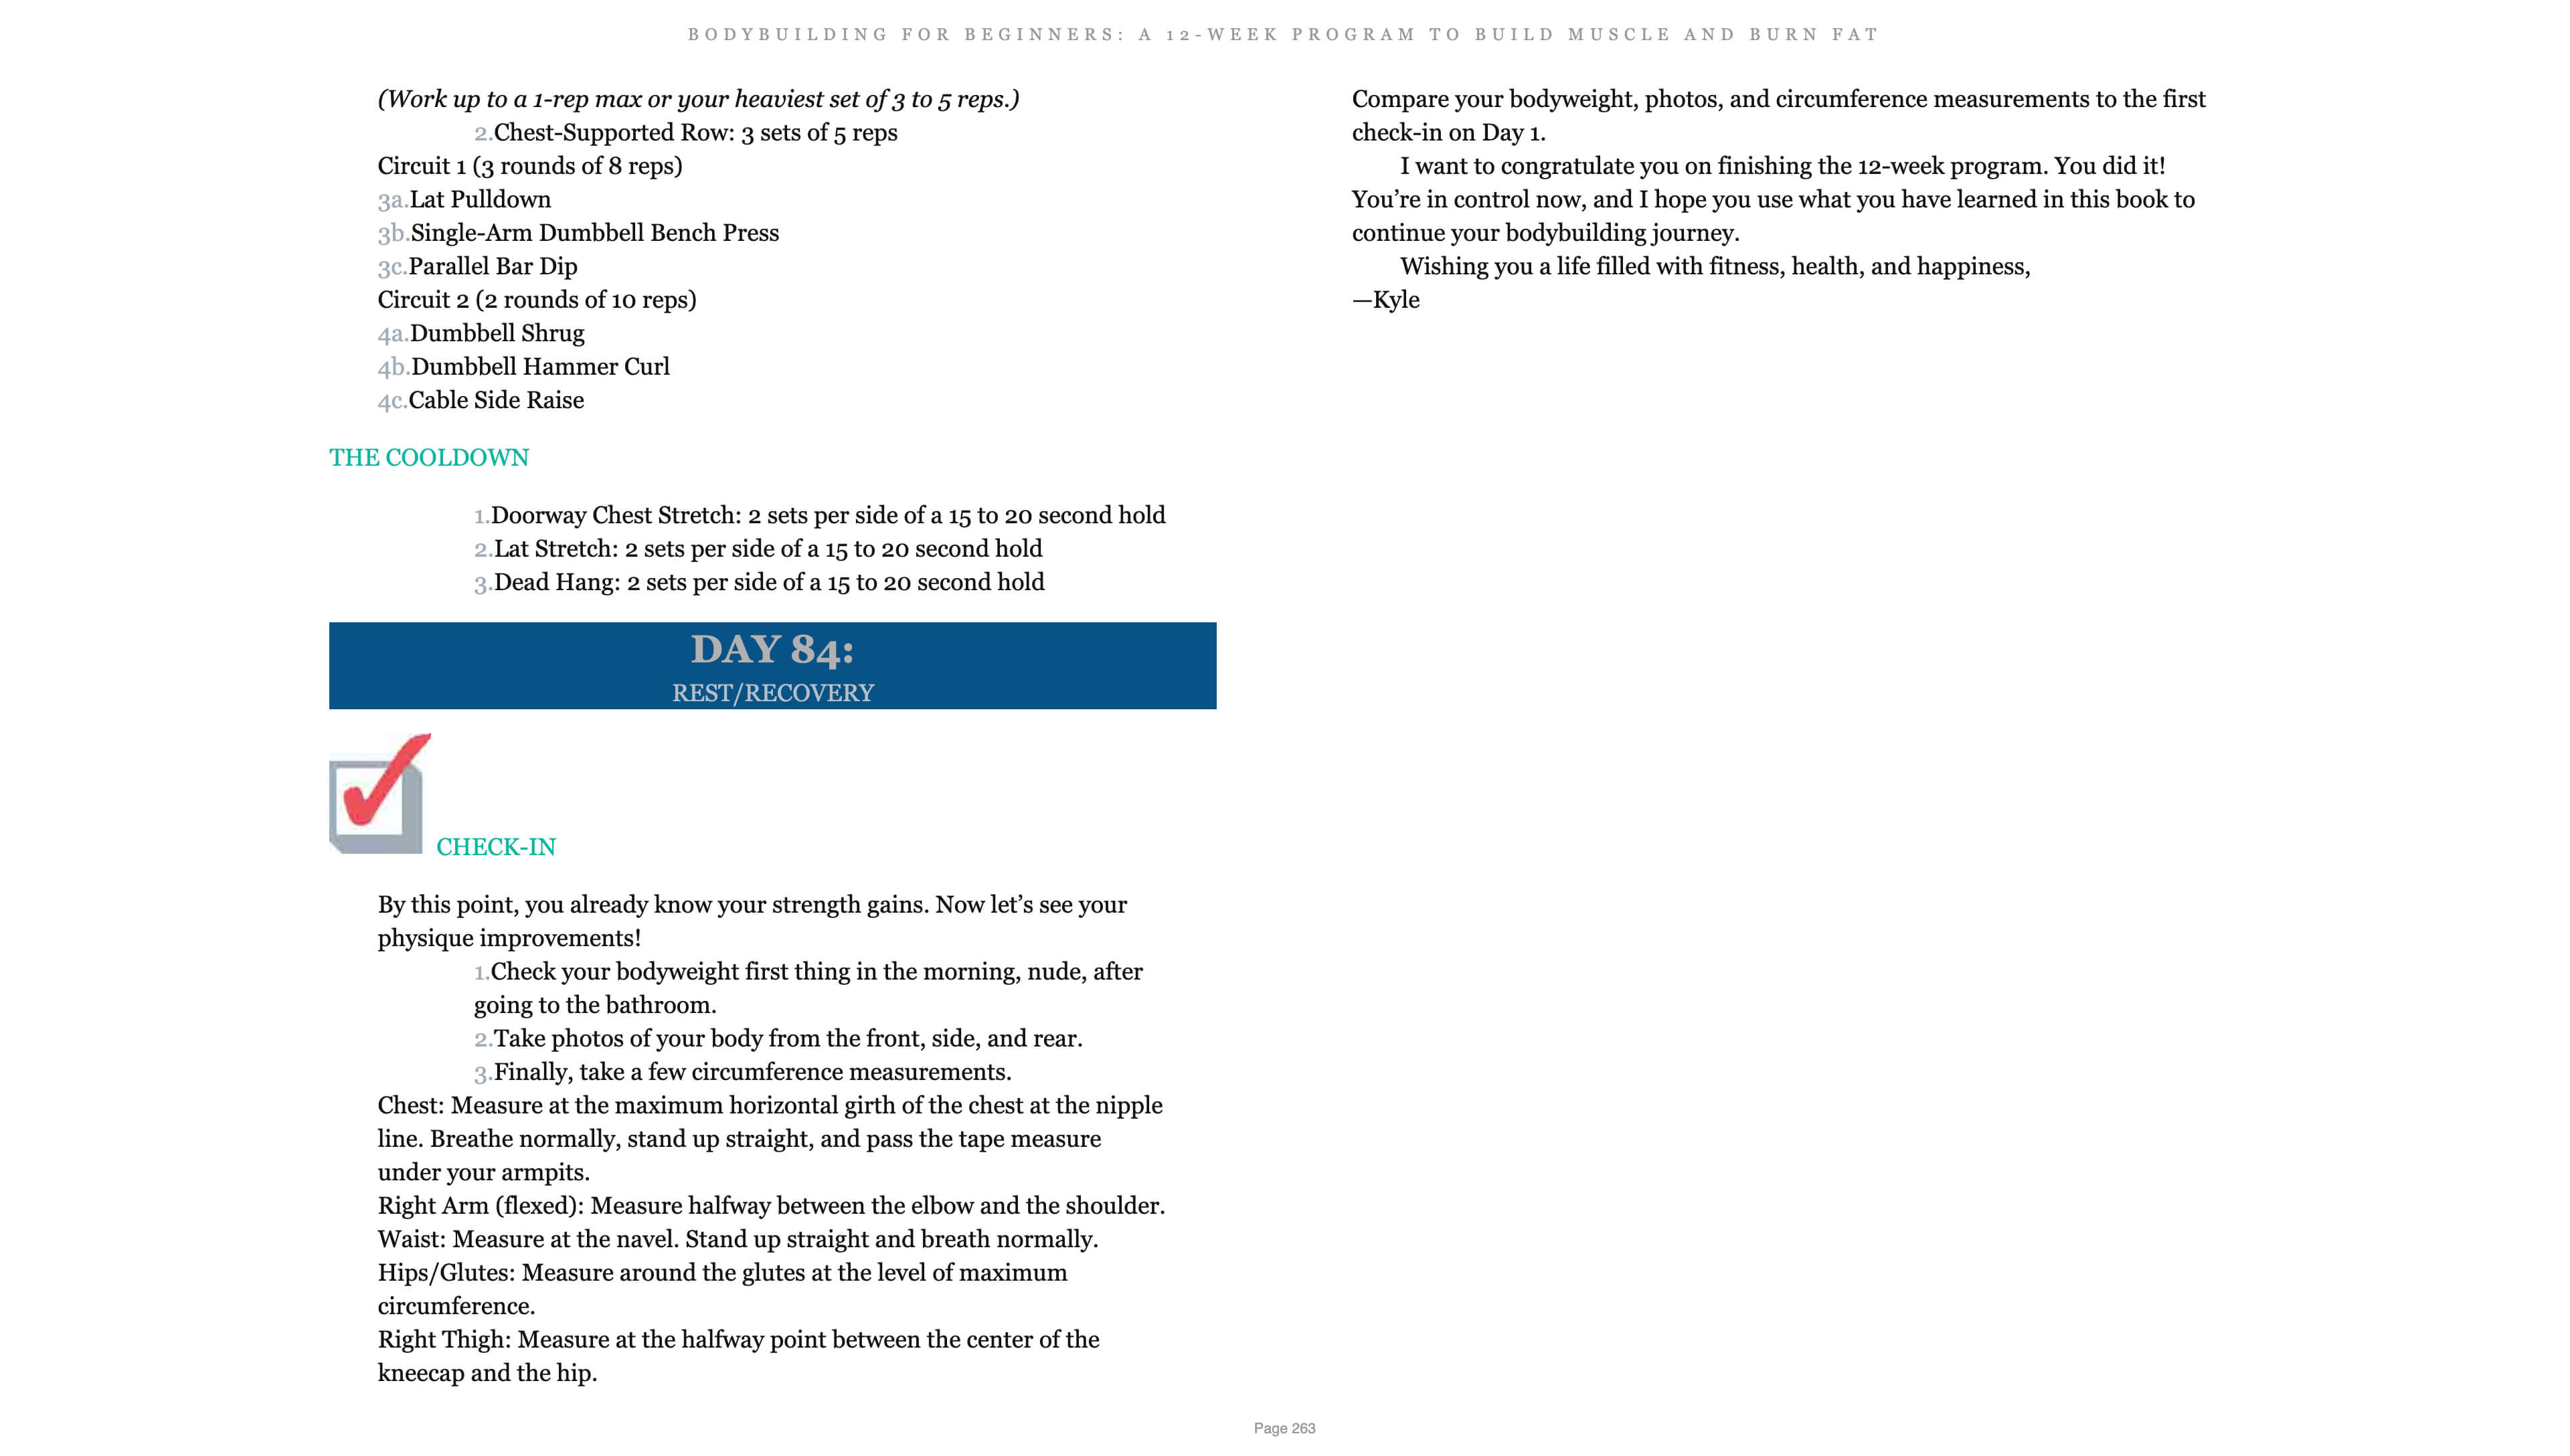 BODYBUILDING FOR BEGINNERS: A 12-WEEK PROGRAM TO BUILD MUSCLE AND BURN FAT
(Work up to a 1-rep max or your heaviest set of 3 to 5 reps.)
2.Chest-Supported Row: 3 sets of 5 reps
Circuit 1 (3 rounds of 8 reps)
3a.Lat Pulldown
3b.Single-Arm Dumbbell Bench Press
3c.Parallel Bar Dip
Circuit 2 (2 rounds of 10 reps)
4a.Dumbbell Shrug
4b.Dumbbell Hammer Curl
4c.Cable Side Raise
THE COOLDOWN
1.Doorway Chest Stretch: 2 sets per side of a 15 to 20 second hold
2.Lat Stretch: 2 sets per side of a 15 to 20 second hold
3.Dead Hang: 2 sets per side of a 15 to 20 second hold
DAY 84:
REST/RECOVERY
CHECK-IN
By this point, you already know your strength gains. Now let’s see your
physique improvements!
1.Check your bodyweight first thing in the morning, nude, after
going to the bathroom.
2.Take photos of your body from the front, side, and rear.
3.Finally, take a few circumference measurements.
Chest: Measure at the maximum horizontal girth of the chest at the nipple
line. Breathe normally, stand up straight, and pass the tape measure
under your armpits.
Right Arm (flexed): Measure halfway between the elbow and the shoulder.
Waist: Measure at the navel. Stand up straight and breath normally.
Hips/Glutes: Measure around the glutes at the level of maximum
circumference.
Right Thigh: Measure at the halfway point between the center of the
kneecap and the hip.
Compare your bodyweight, photos, and circumference measurements to the first
check-in on Day 1.
I want to congratulate you on finishing the 12-week program. You did it!
You’re in control now, and I hope you use what you have learned in this book to
continue your bodybuilding journey.
Wishing you a life filled with fitness, health, and happiness,
—Kyle
Page 263